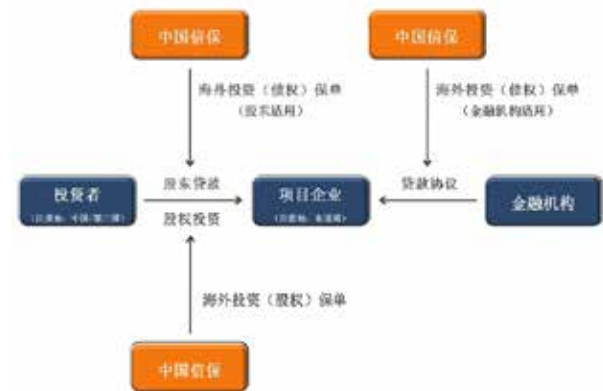 中国信保
中国信保
海外投资（债权）保单
（股东适用）
海外投资（债权）保单
（金融机构适用）
投资者
股东贷款
股权投资
项目企业
贷款协议
金融机构
海外投资（股权）保单
中国信保